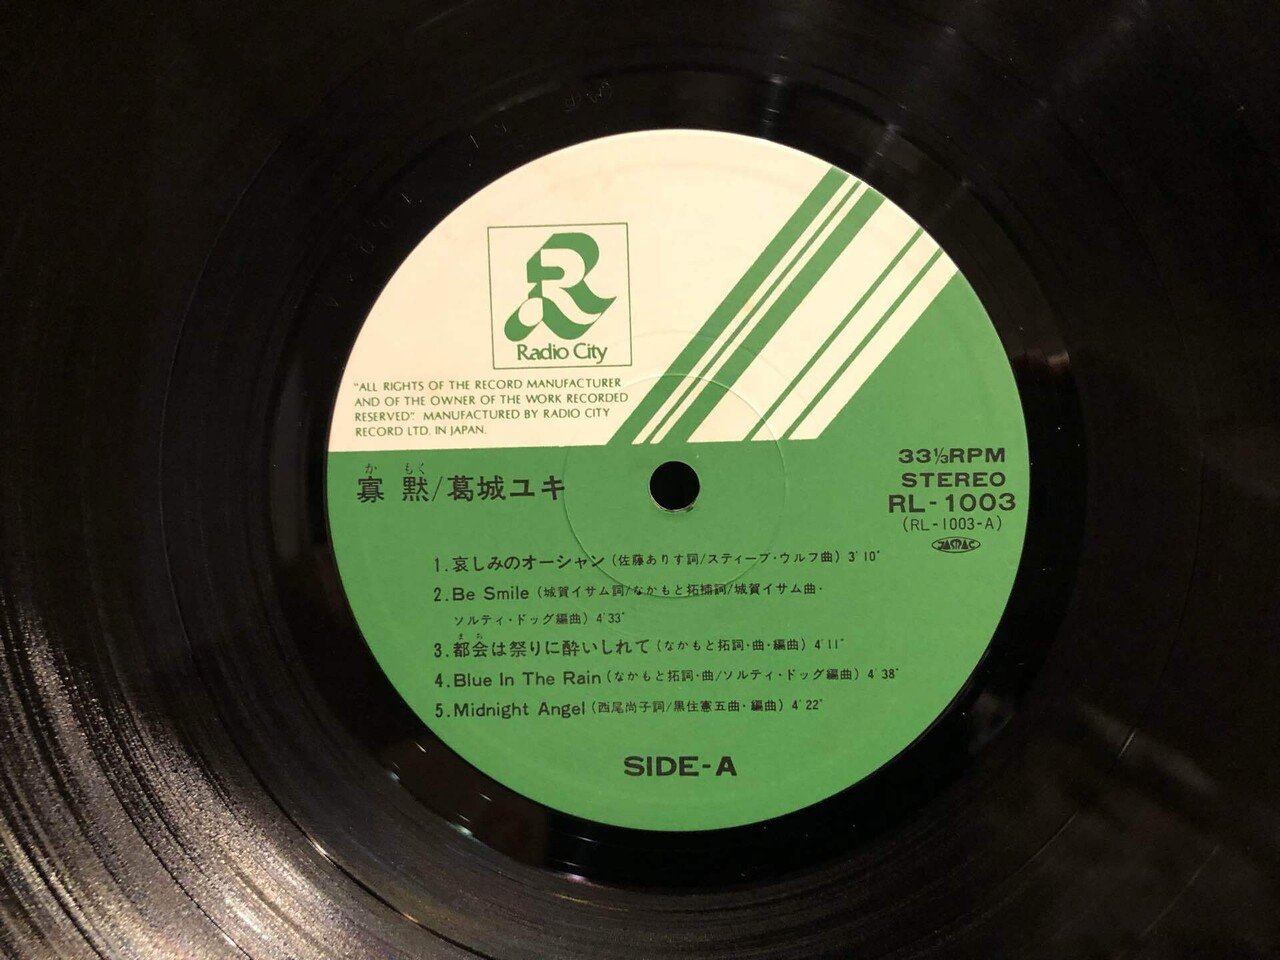 R
Radio City
"ALL RIGHTS OF THE RECORD MANUFACTURER
AND OF THE OWNER OF THE WORK RECORDED
RESERVED". MANUFACTURED BY RADIO CITY
RECORD LTD. IN JAPAN.
か もく
寡 黙/葛城ユキ
33⅓RPM
STEREO
RL-1003
(RL-1003-A)
JASRAC
1.哀しみのオーシャン(佐藤ありす詞/スティーブ・ウルフ曲) 3'10"
2.Be Smile(城賀イサム詞/なかもと拓補詞/城賀イサム曲・
ソルティ・ドッグ編曲) 4'33"
まち
3.都会は祭りに酔いしれて(なかもと拓詞・曲・編曲) 4'11"
4.Blue In The Rain(なかもと拓詞・曲/ソルティ・ドッグ編曲) 4'38"
5.Midnight Angel(西尾尚子詞/黒住憲五曲・編曲) 4'22"
SIDE-A